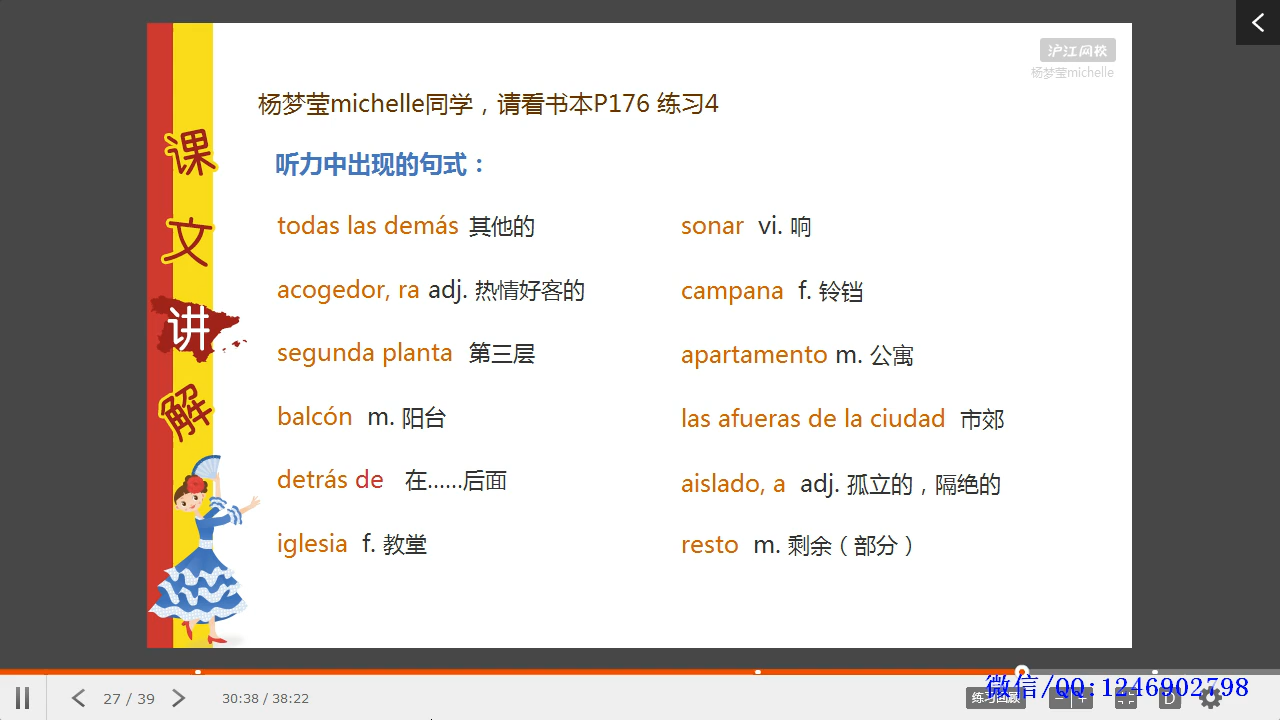 沪江网校
杨梦莹michelle
杨梦莹michelle同学，请看书本P176 练习4
课文讲解
听力中出现的句式：
todas las demás 其他的
acogedor, ra adj. 热情好客的
segunda planta 第三层
balcón m. 阳台
detrás de 在……后面
iglesia f. 教堂
sonar vi. 响
campana f. 铃铛
apartamento m. 公寓
las afueras de la ciudad 市郊
aislado, a adj. 孤立的，隔绝的
resto m. 剩余（部分）
27 / 39
30:38 / 38:22
微信/QQ:1246902798
D